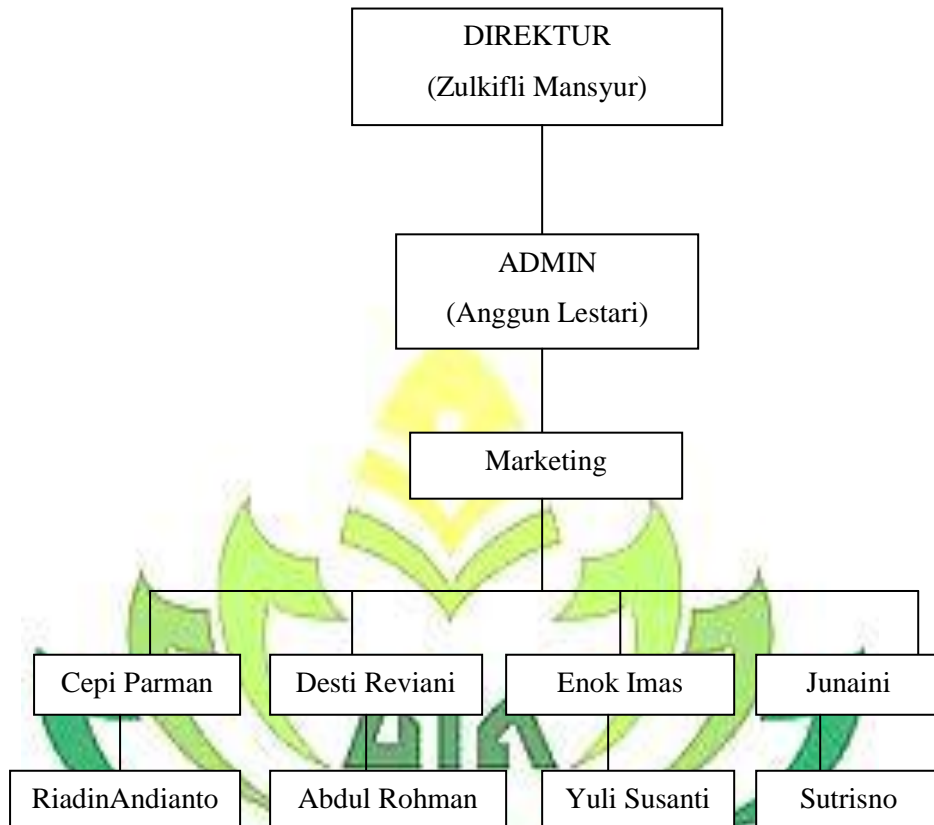 DIREKTUR
(Zulkifli Mansyur)
ADMIN
(Anggun Lestari)
Marketing
Cepi Parman
Desti Reviani
Enok Imas
Junaini
RiadinAndianto
Abdul Rohman
Yuli Susanti
Sutrisno